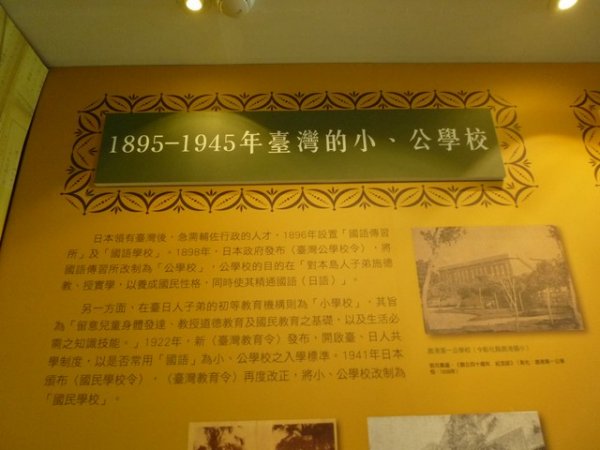 1895－1945年臺灣的小、公學校
日本領有臺灣後，急需輔佐行政的人才，1896年設置「國語傳習
所」及「國語學校」。1898年，日本政府發布〈臺灣公學校令〉，將
國語傳習所改制為「公學校」，公學校的目的在「對本島人子弟施德
教、授實學，以養成國民性格，同時使其精通國語（日語）」。
另一方面，在臺日人子弟的初等教育機構則為「小學校」，其旨
為「留意兒童身體發達、教授道德教育及國民教育之基礎，以及生活必
需之知識技能。」1922年，新〈臺灣教育令〉發布，開啟臺、日人共
學制度，以是否常用「國語」為小、公學校之入學標準。1941年日本
頒布〈國民學校令〉，〈臺灣教育令〉再度改正，將小、公學校改制為
「國民學校」。